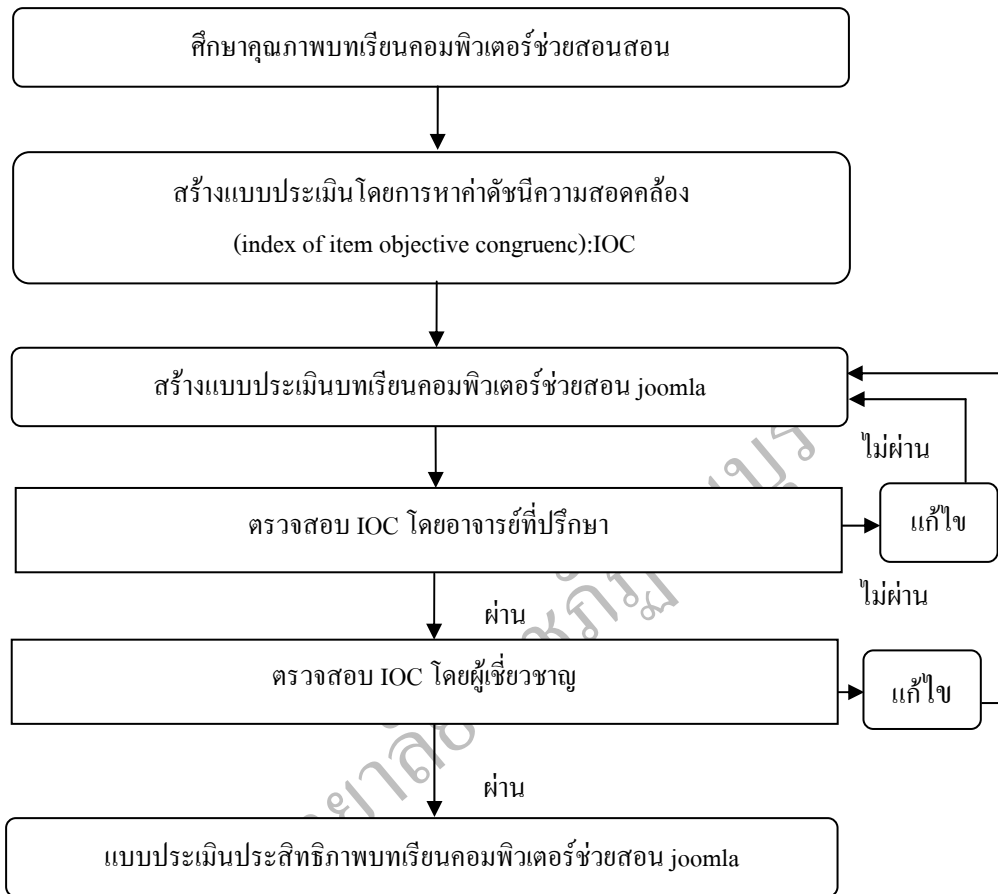 ศึกษาคุณภาพบทเรียนคอมพิวเตอร์ช่วยสอนสอน
สร้างแบบประเมินโดยการหาค่าดัชนีความสอดคล้อง
(index of item objective congruenc):IOC
สร้างแบบประเมินบทเรียนคอมพิวเตอร์ช่วยสอน joomla
ไม่ผ่าน
ตรวจสอบ IOC โดยอาจารย์ที่ปรึกษา
แก้ไข
ไม่ผ่าน
ผ่าน
ตรวจสอบ IOC โดยผู้เชี่ยวชาญ
แก้ไข
ผ่าน
แบบประเมินประสิทธิภาพบทเรียนคอมพิวเตอร์ช่วยสอน joomla